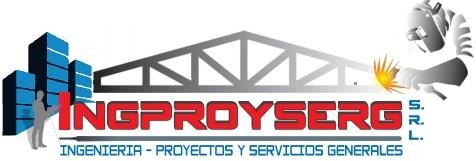 INGPROYSERG S.R.L.
INGENIERIA - PROYECTOS Y SERVICIOS GENERALES